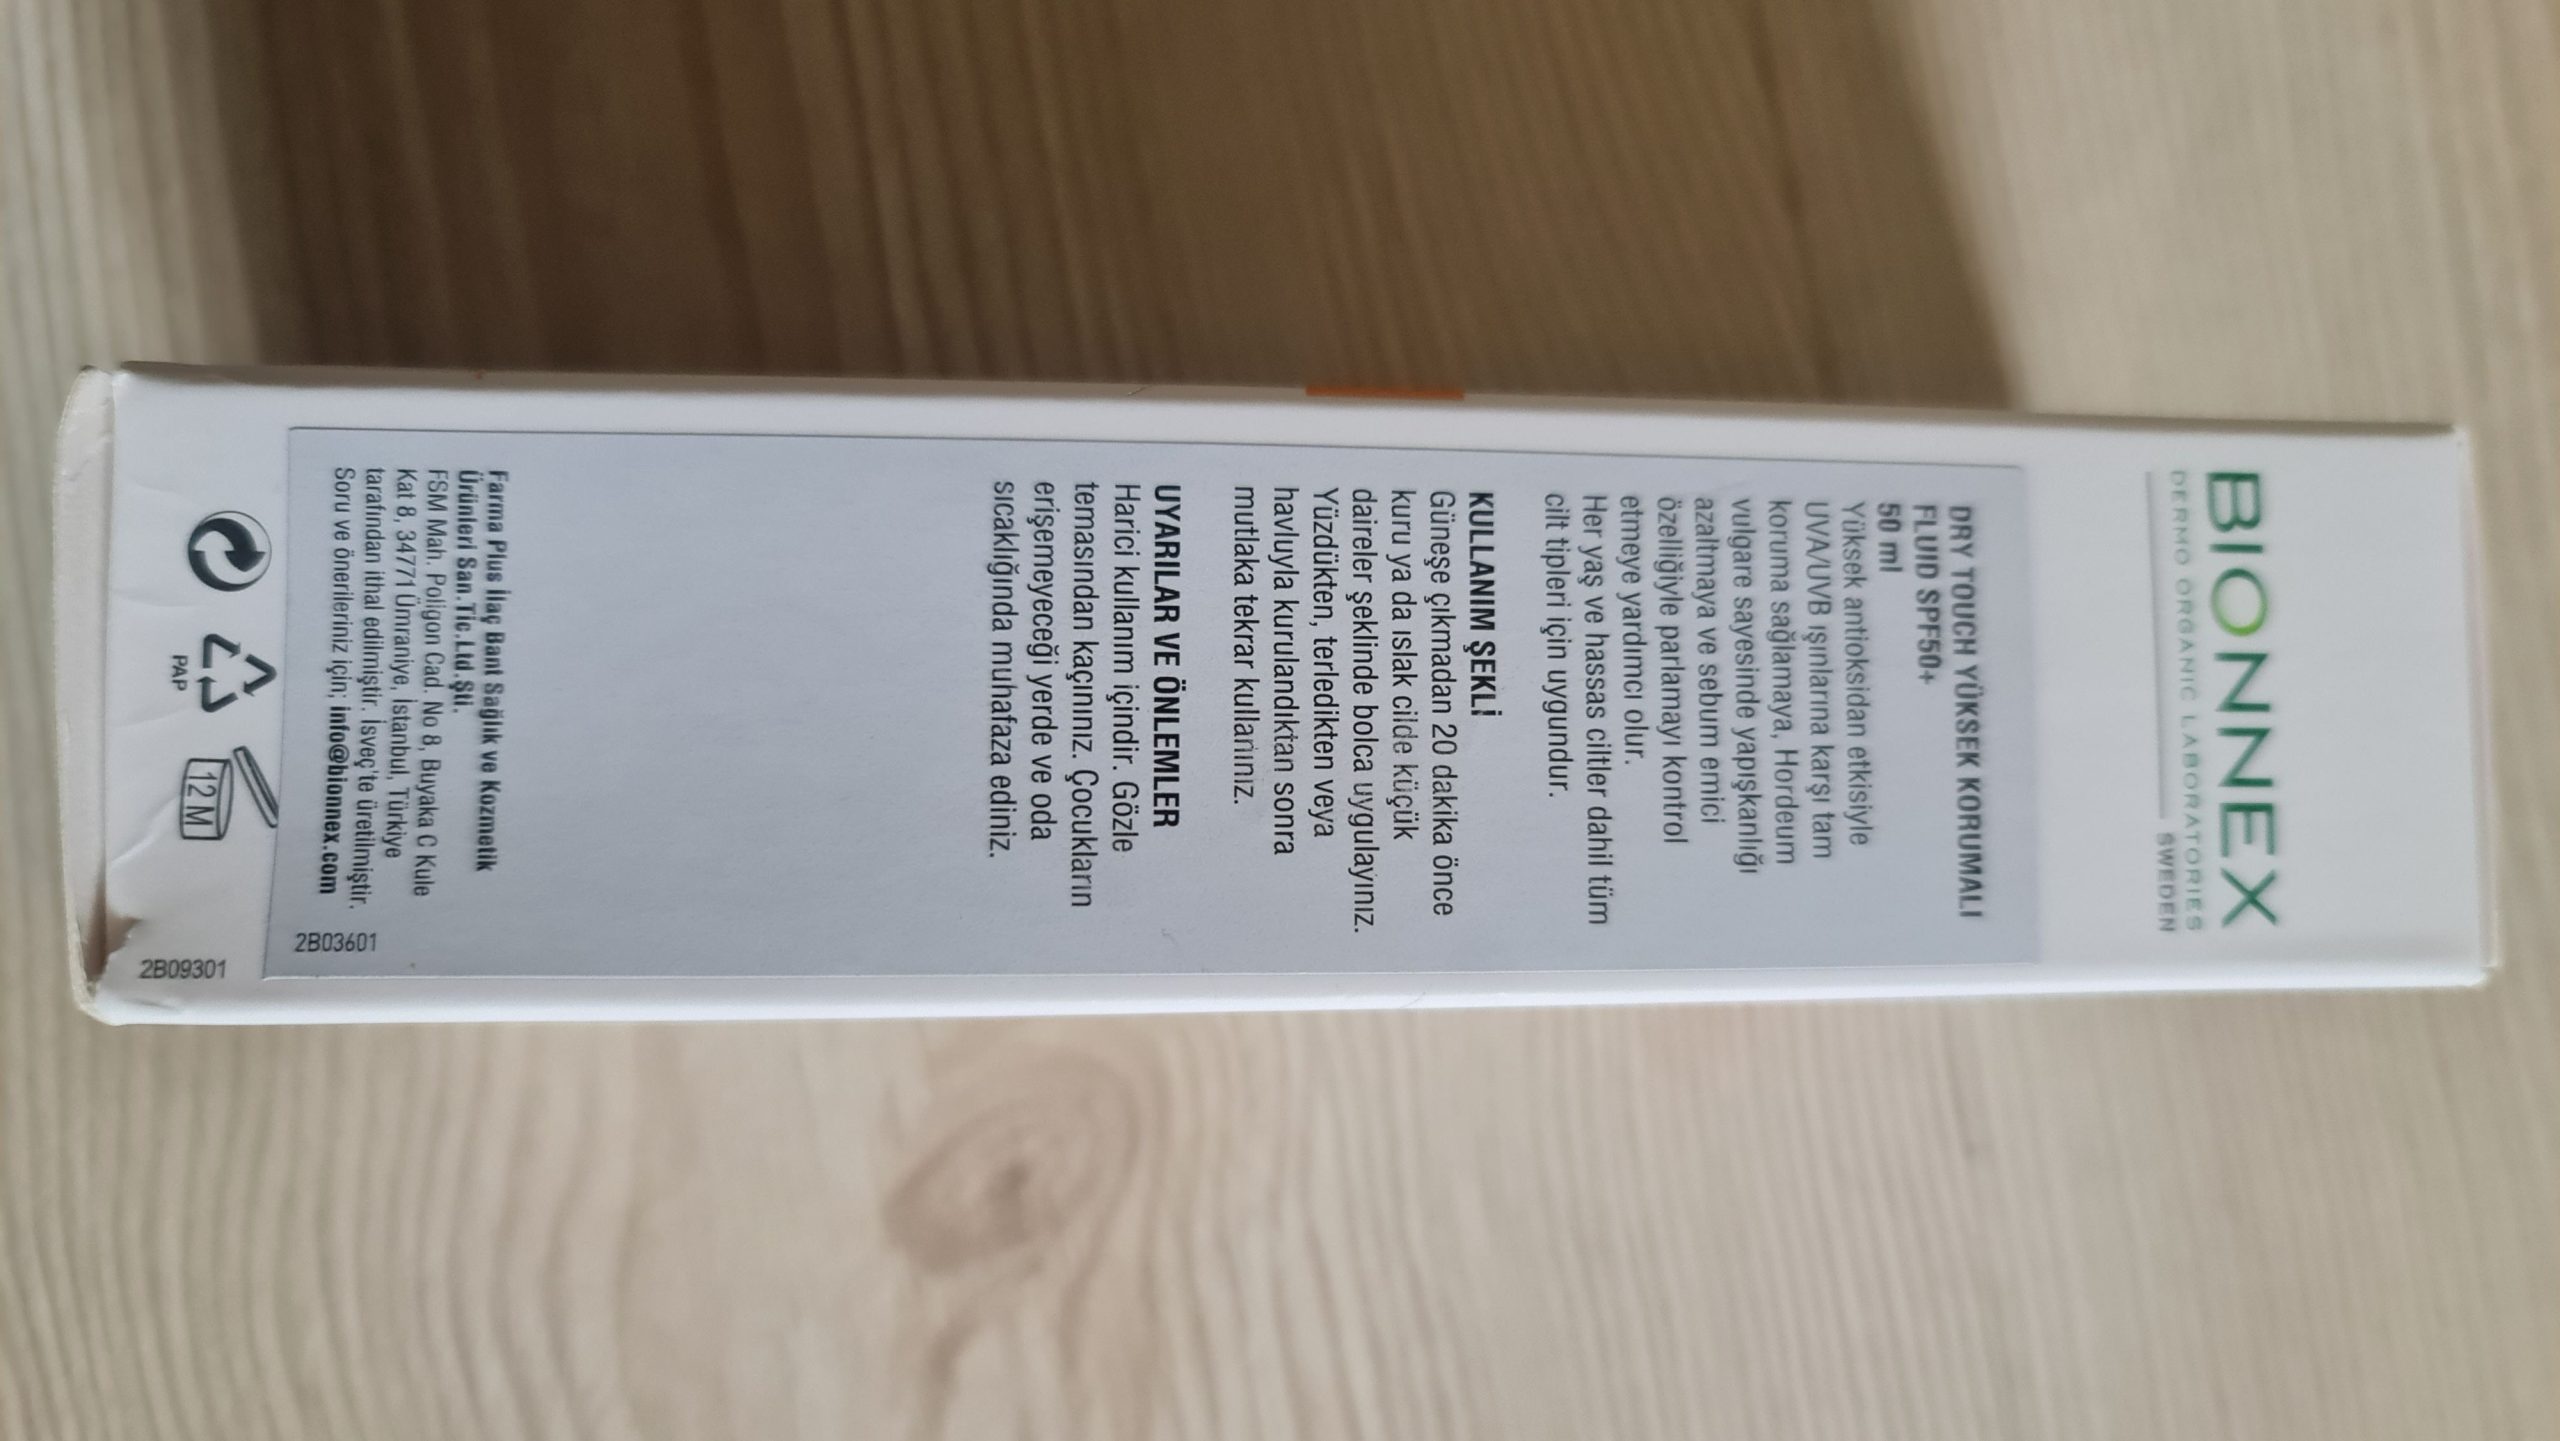 BIONNEX
DERMO ORGANIC LABORATORIES
SWEDEN
DRY TOUCH YÜKSEK KORUMALI
FLUID SPF50+
50 ml
Yüksek antioksidan etkisiyle
UVA/UVB ışınlarına karşı tam
koruma sağlamaya, Hordeum
vulgare sayesinde yapışkanlığı
azaltmaya ve sebum emici
özelliğiyle parlamayı kontrol
etmeye yardımcı olur.
Her yaş ve hassas ciltler dahil tüm
cilt tipleri için uygundur.
KULLANIM ŞEKLİ
Güneşe çıkmadan 20 dakika önce
kuru ya da ıslak cilde küçük
daireler şeklinde bolca uygulayınız.
Yüzdükten, terledikten veya
havluyla kurulandıktan sonra
mutlaka tekrar kullanınız.
UYARILAR VE ÖNLEMLER
Harici kullanım içindir. Gözle
temasından kaçınınız. Çocukların
erişemeyeceği yerde ve oda
sıcaklığında muhafaza ediniz.
Farma Plus İlaç Bant Sağlık ve Kozmetik
Ürünleri San.Tic.Ltd.Şti.
FSM Mah. Poligon Cad. No 8, Buyaka C Kule
Kat 8, 34771 Ümraniye, İstanbul, Türkiye
tarafından ithal edilmiştir. İsveç'te üretilmiştir.
Soru ve önerileriniz için; info@bionnex.com
2B03601
PAP
12 M
2B09301